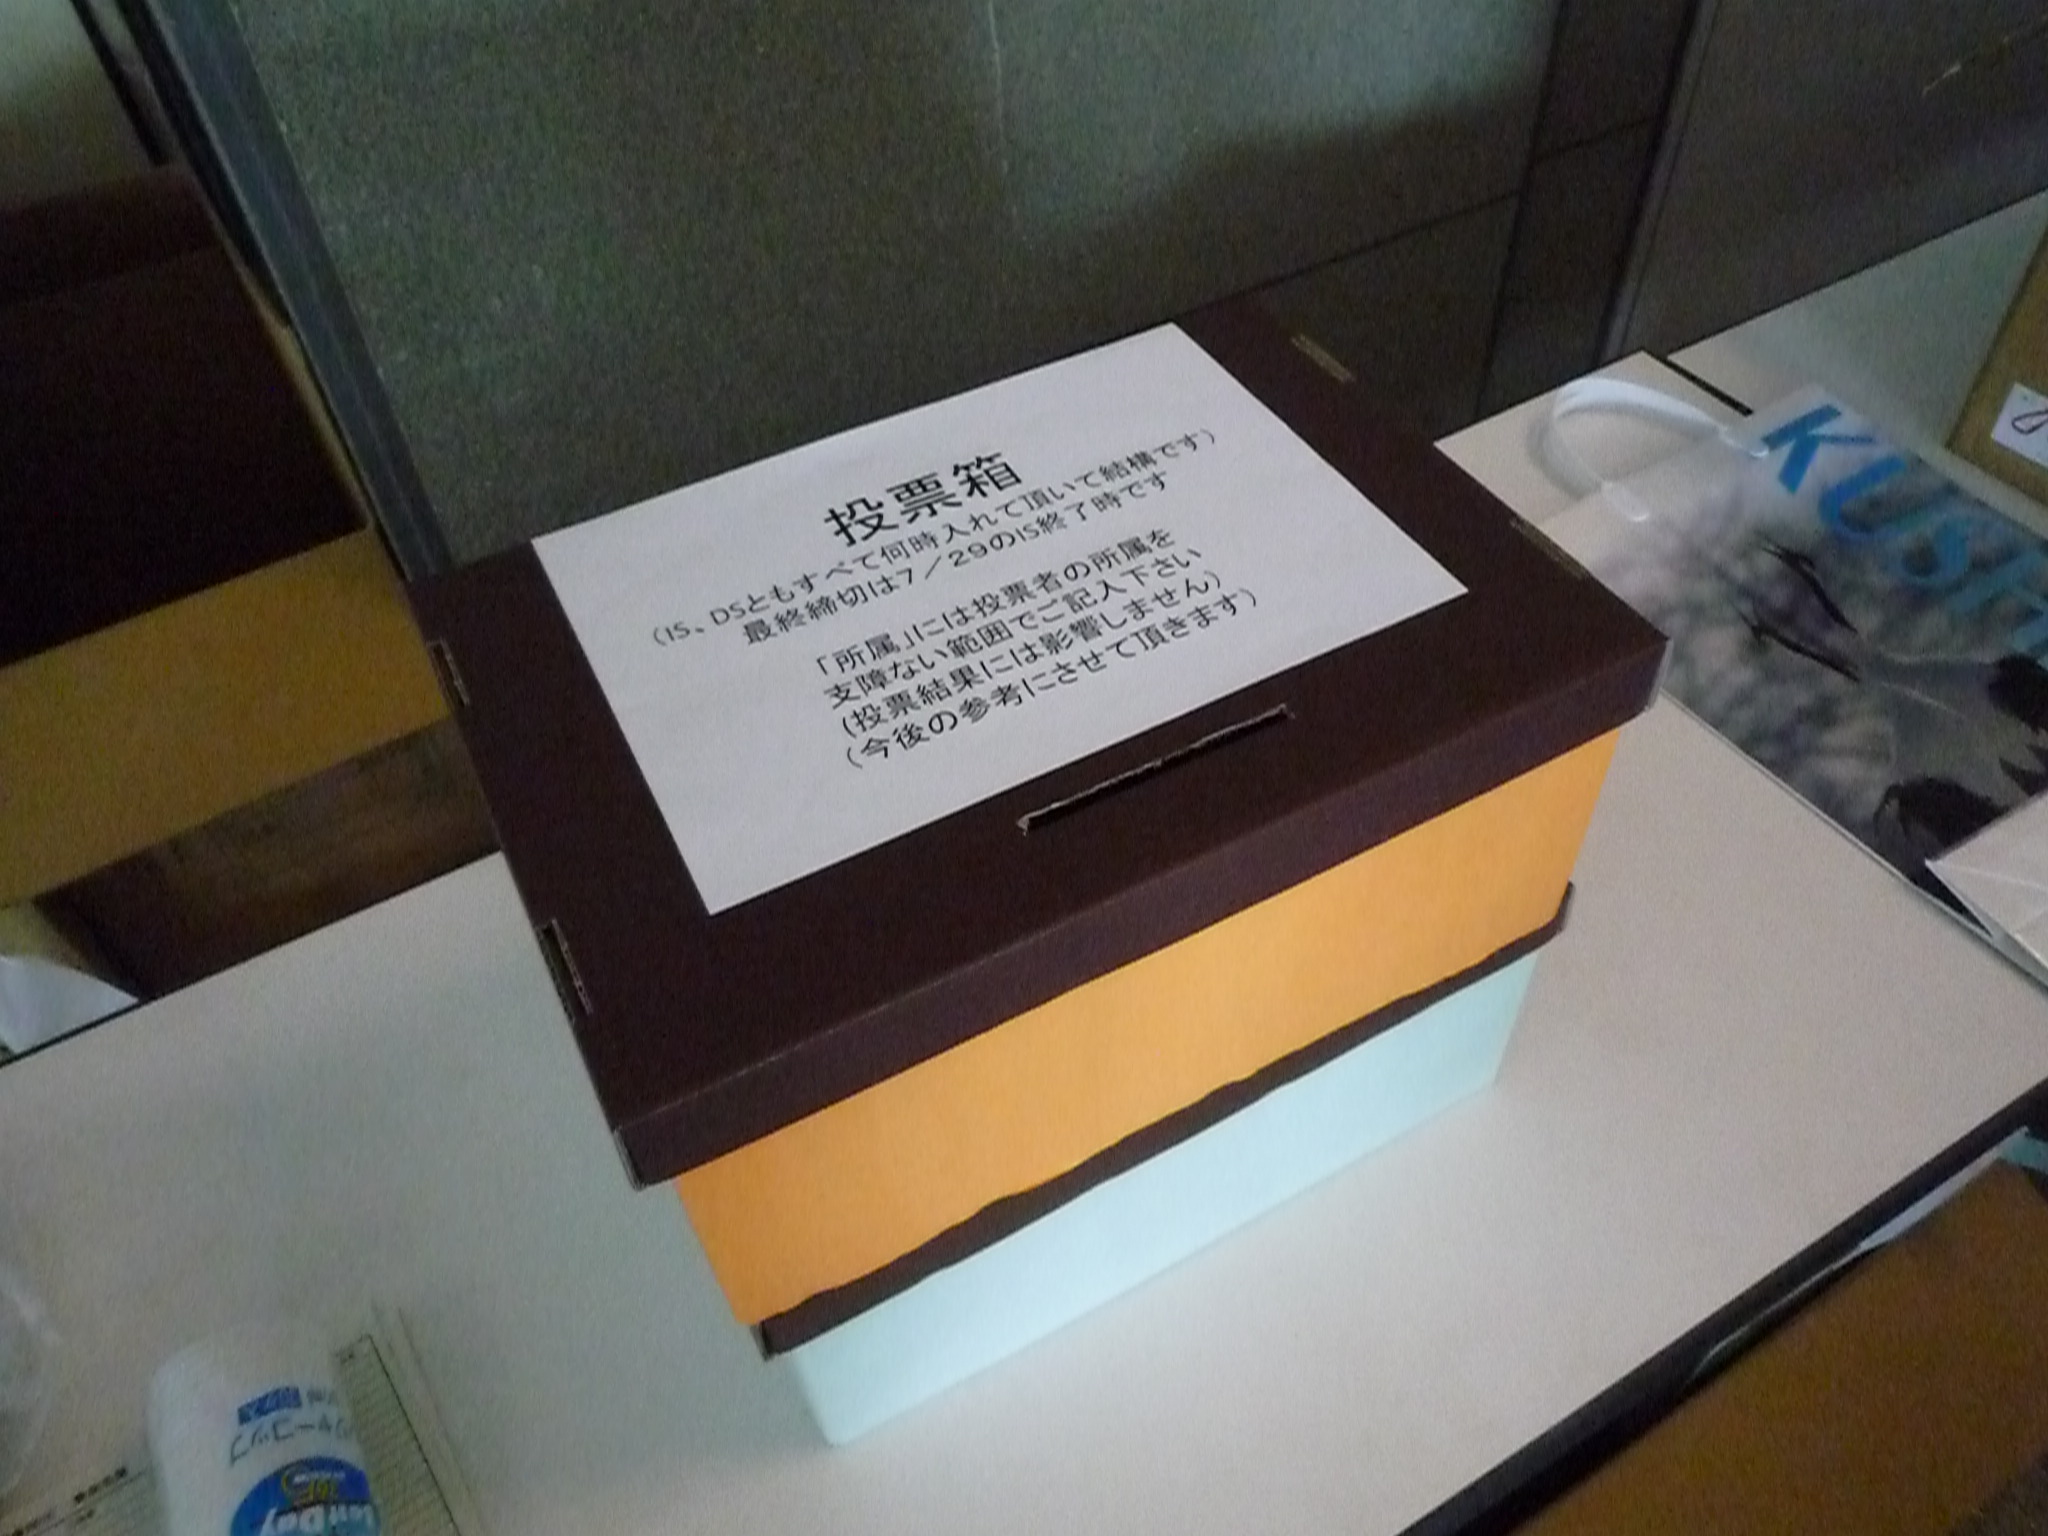 投票箱
(IS、DSともすべて何時入れて頂いて結構です)
最終締切は7/29のIS終了時です
「所属」には投票者の所属を
支障ない範囲でご記入下さい
(投票結果には影響しません)
(今後の参考にさせて頂きます)
KUSH